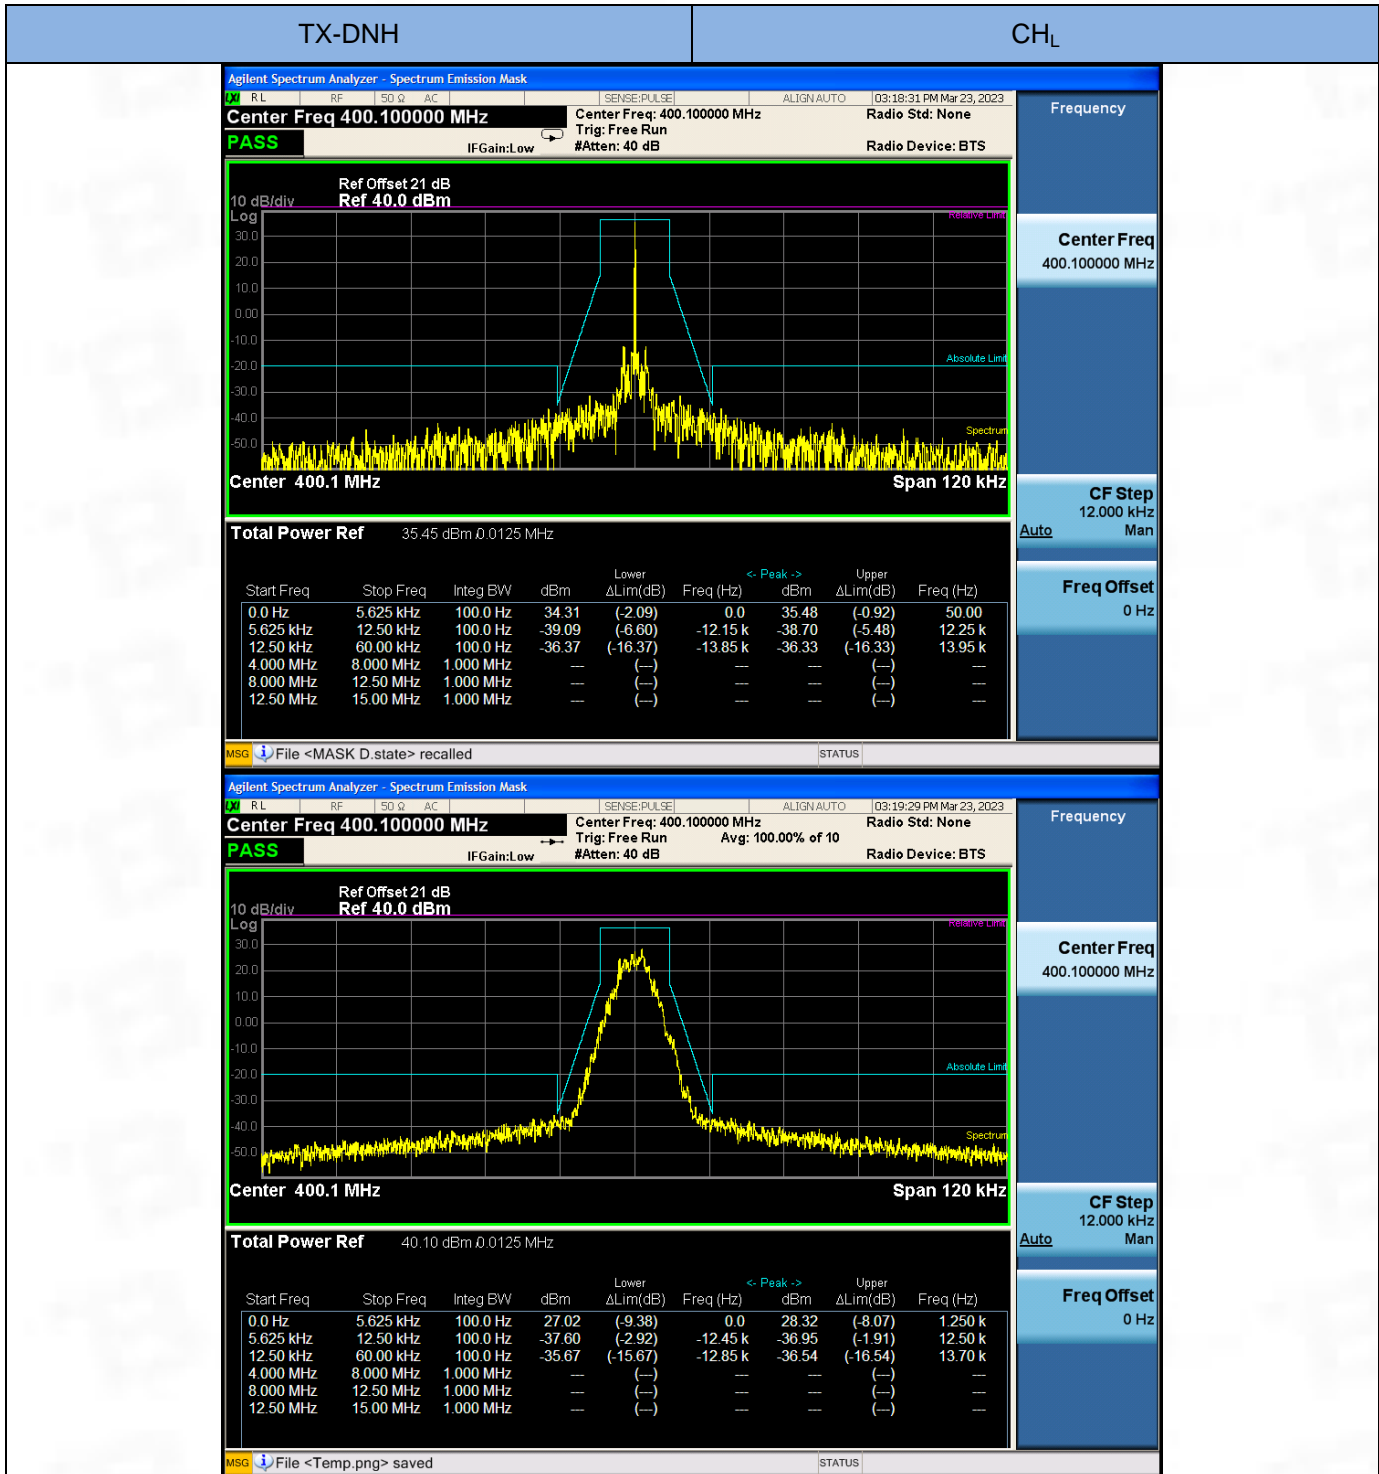 TX-DNH
CHL
Agilent Spectrum Analyzer - Spectrum Emission Mask
LXI RL RF 50 Ω AC SENSE:PULSE ALIGN AUTO 03:18:31 PM Mar 23, 2023
Center Freq 400.100000 MHz
Center Freq: 400.100000 MHz
Radio Std: None
Trig: Free Run
PASS
IFGain:Low
#Atten: 40 dB
Radio Device: BTS
Frequency
Ref Offset 21 dB
10 dB/div Ref 40.0 dBm
Log
Relative Limit
30.0
20.0
10.0
0.00
-10.0
Absolute Limit
-20.0
-30.0
-40.0
Spectrum
-50.0
Center 400.1 MHz
Span 120 kHz
Center Freq
400.100000 MHz
CF Step
12.000 kHz
Auto Man
Freq Offset
0 Hz
Total Power Ref 35.45 dBm / 0.0125 MHz
Lower <- Peak -> Upper
Start Freq Stop Freq Integ BW dBm ΔLim(dB) Freq (Hz) dBm ΔLim(dB) Freq (Hz)
0.0 Hz 5.625 kHz 100.0 Hz 34.31 (-2.09) 0.0 35.48 (-0.92) 50.00
5.625 kHz 12.50 kHz 100.0 Hz -39.09 (-6.60) -12.15 k -38.70 (-5.48) 12.25 k
12.50 kHz 60.00 kHz 100.0 Hz -36.37 (-16.37) -13.85 k -36.33 (-16.33) 13.95 k
4.000 MHz 8.000 MHz 1.000 MHz --- (---) --- --- (---) ---
8.000 MHz 12.50 MHz 1.000 MHz --- (---) --- --- (---) ---
12.50 MHz 15.00 MHz 1.000 MHz --- (---) --- --- (---) ---
MSG File <MASK D.state> recalled STATUS
Agilent Spectrum Analyzer - Spectrum Emission Mask
LXI RL RF 50 Ω AC SENSE:PULSE ALIGN AUTO 03:19:29 PM Mar 23, 2023
Center Freq 400.100000 MHz
Center Freq: 400.100000 MHz
Radio Std: None
Trig: Free Run Avg: 100.00% of 10
PASS
IFGain:Low
#Atten: 40 dB
Radio Device: BTS
Frequency
Ref Offset 21 dB
10 dB/div Ref 40.0 dBm
Log
Relative Limit
30.0
20.0
10.0
0.00
-10.0
Absolute Limit
-20.0
-30.0
-40.0
Spectrum
-50.0
Center 400.1 MHz
Span 120 kHz
Center Freq
400.100000 MHz
CF Step
12.000 kHz
Auto Man
Freq Offset
0 Hz
Total Power Ref 40.10 dBm / 0.0125 MHz
Lower <- Peak -> Upper
Start Freq Stop Freq Integ BW dBm ΔLim(dB) Freq (Hz) dBm ΔLim(dB) Freq (Hz)
0.0 Hz 5.625 kHz 100.0 Hz 27.02 (-9.38) 0.0 28.32 (-8.07) 1.250 k
5.625 kHz 12.50 kHz 100.0 Hz -37.60 (-2.92) -12.45 k -36.95 (-1.91) 12.50 k
12.50 kHz 60.00 kHz 100.0 Hz -35.67 (-15.67) -12.85 k -36.54 (-16.54) 13.70 k
4.000 MHz 8.000 MHz 1.000 MHz --- (---) --- --- (---) ---
8.000 MHz 12.50 MHz 1.000 MHz --- (---) --- --- (---) ---
12.50 MHz 15.00 MHz 1.000 MHz --- (---) --- --- (---) ---
MSG File <Temp.png> saved STATUS